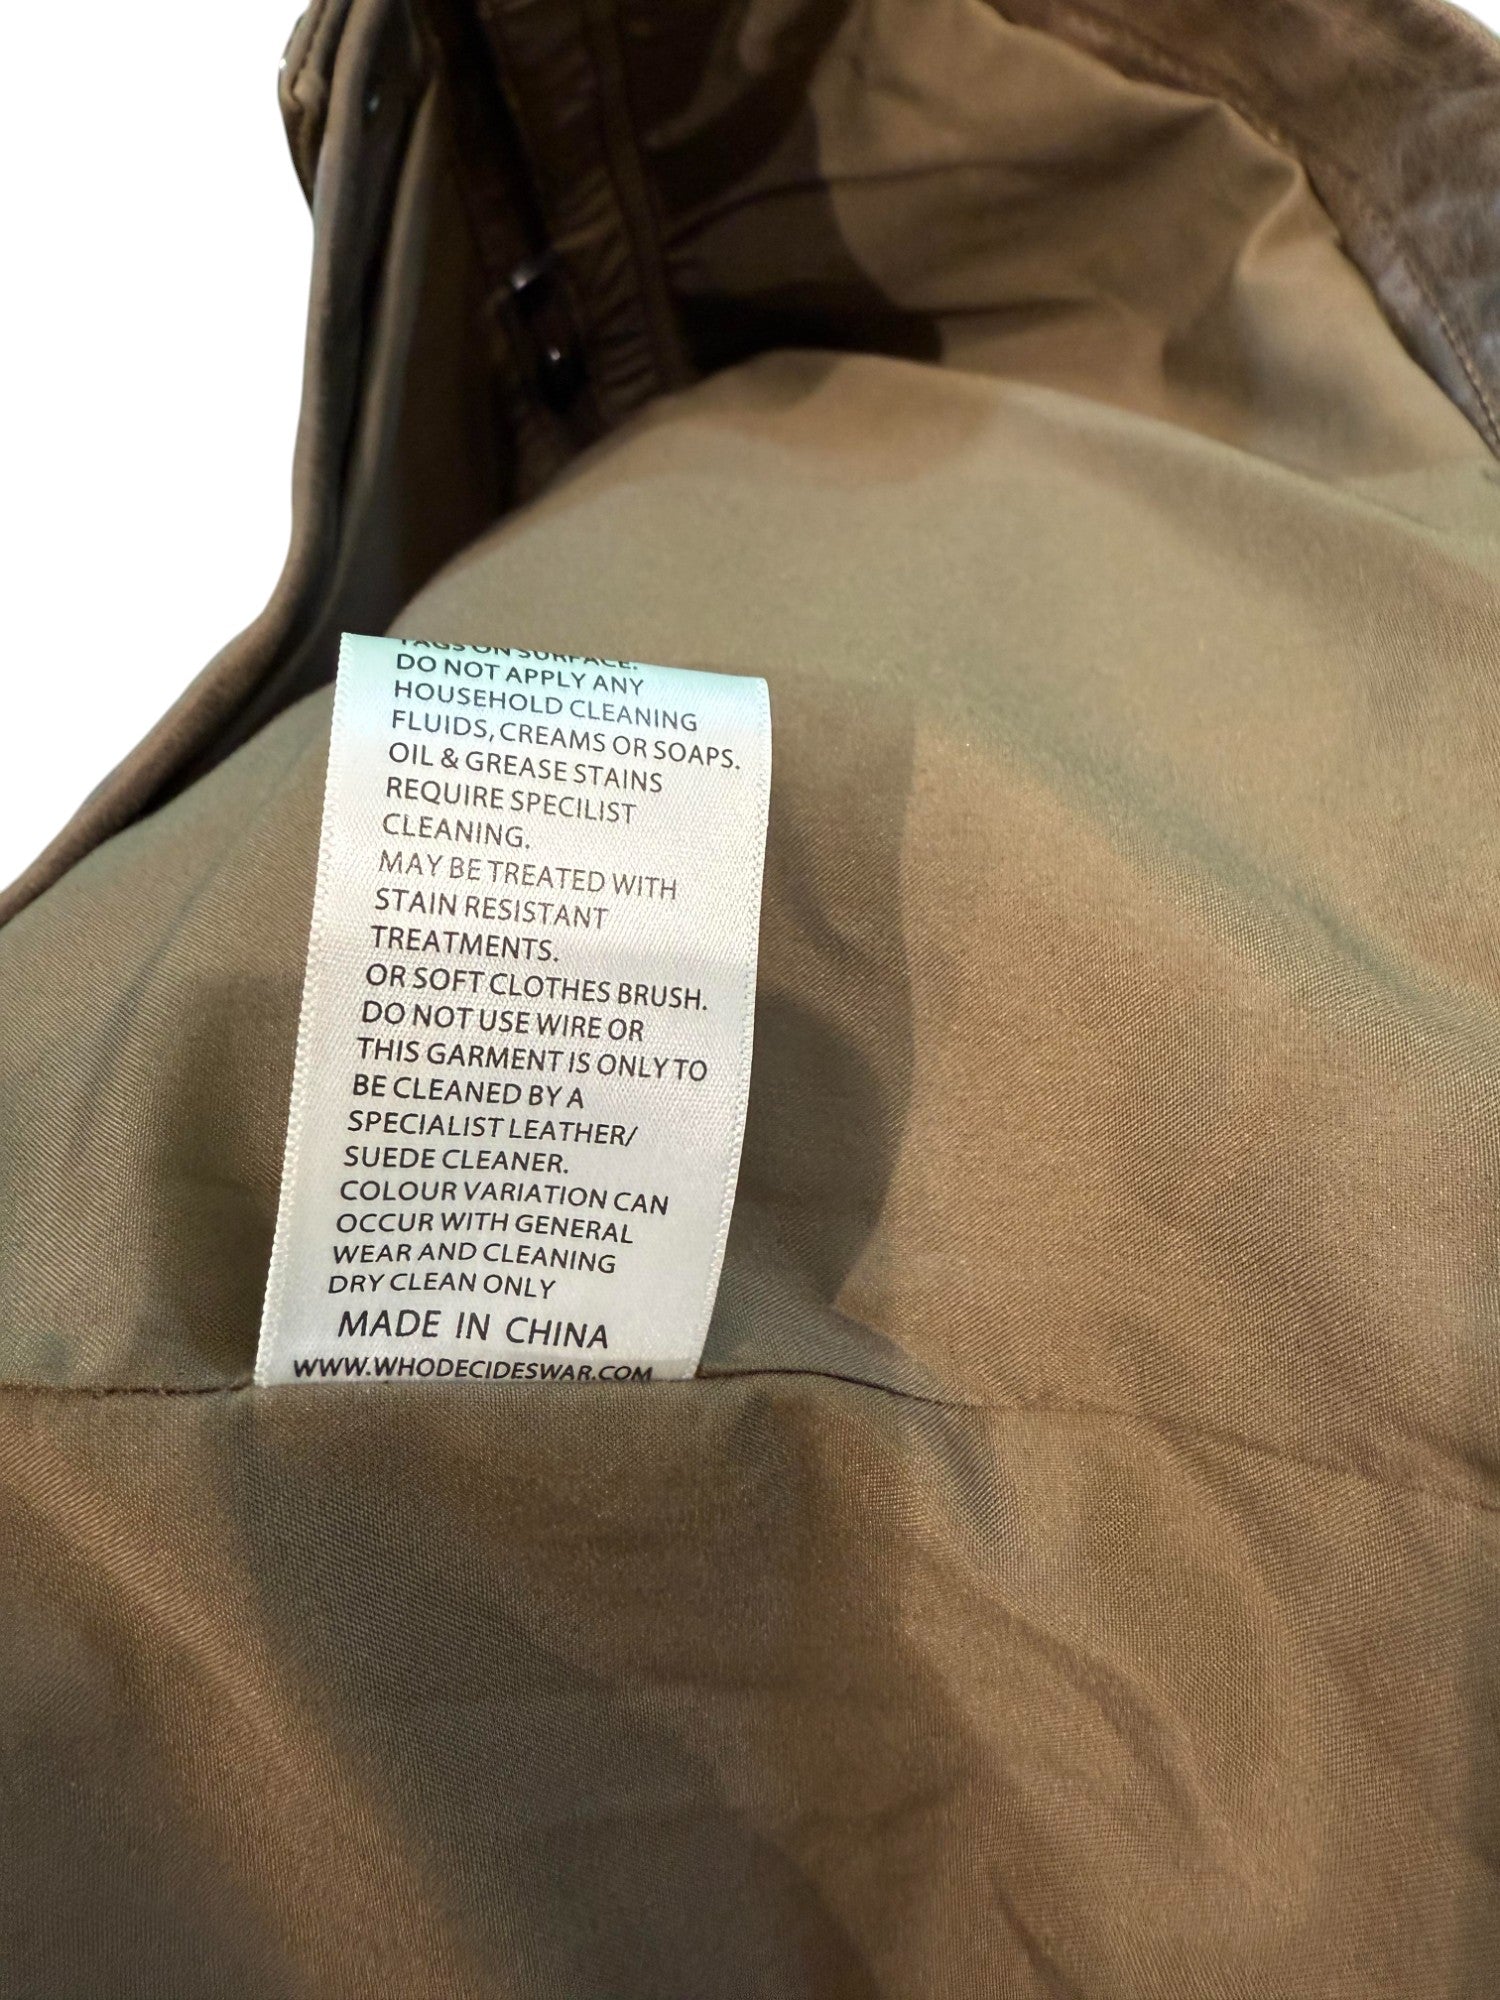 TAGS ON SURFACE.
DO NOT APPLY ANY
HOUSEHOLD CLEANING
FLUIDS, CREAMS OR SOAPS.
OIL & GREASE STAINS
REQUIRE SPECILIST
CLEANING.
MAY BE TREATED WITH
STAIN RESISTANT
TREATMENTS.
OR SOFT CLOTHES BRUSH.
DO NOT USE WIRE OR
THIS GARMENT IS ONLY TO
BE CLEANED BY A
SPECIALIST LEATHER/
SUEDE CLEANER.
COLOUR VARIATION CAN
OCCUR WITH GENERAL
WEAR AND CLEANING
DRY CLEAN ONLY
MADE IN CHINA
WWW.WHODECIDESWAR.COM